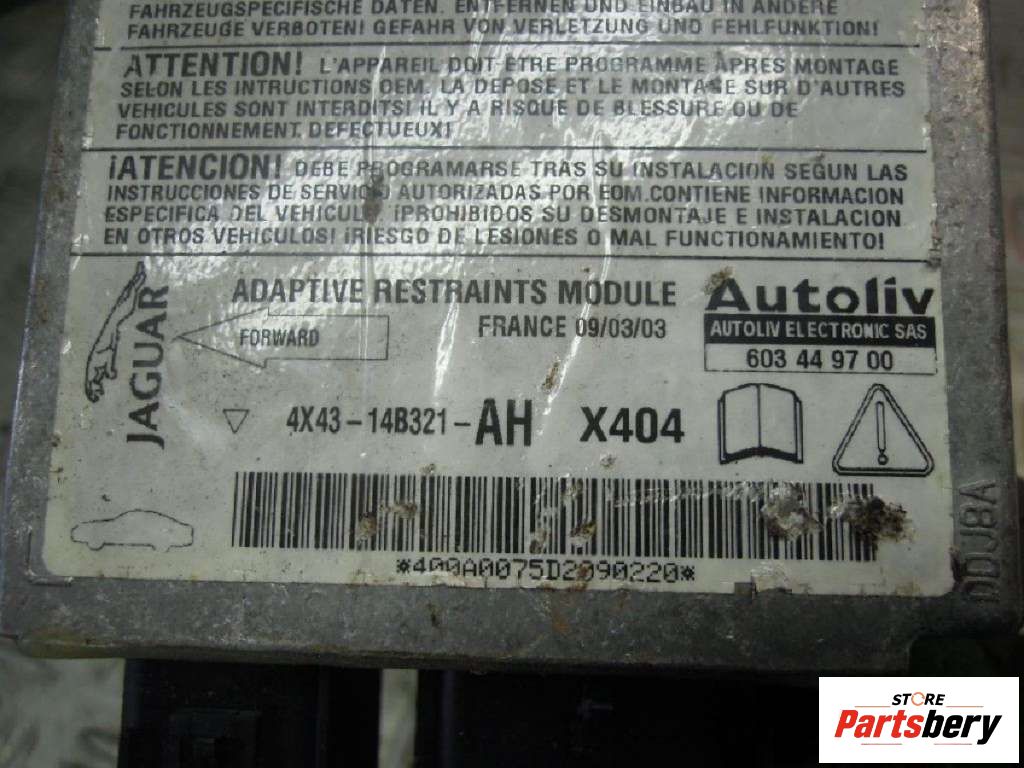 FAHRZEUGSPEZIFISCHE DATEN. ENTFERNEN UND EINBAU IN ANDERE
FAHRZEUGE VERBOTEN! GEFAHR VON VERLETZUNG UND FEHLFUNKTION!
ATTENTION! L'APPAREIL DOIT ETRE PROGRAMME APRES MONTAGE
SELON LES INTRUCTIONS OEM. LA DEPOSE ET LE MONTAGE SUR D'AUTRES
VEHICULES SONT INTERDITS! IL Y A RISQUE DE BLESSURE OU DE
FONCTIONNEMENT DEFECTUEUX!
¡ATENCION! DEBE PROGRAMARSE TRAS SU INSTALACION SEGUN LAS
INSTRUCCIONES DE SERVICIO AUTORIZADAS POR EOM.CONTIENE INFORMACION
ESPECIFICA DEL VEHICULO. ¡PROHIBIDOS SU DESMONTAJE E INSTALACION
EN OTROS VEHICULOS! ¡RIESGO DE LESIONES O MAL FUNCTIONAMIENTO!
JAGUAR
ADAPTIVE RESTRAINTS MODULE
FORWARD
FRANCE 09/03/03
Autoliv
AUTOLIV ELECTRONIC SAS
603 44 97 00
4X43-14B321-AH X404
*400A0075D2090220*
DDJ8A
STORE
Partsbery